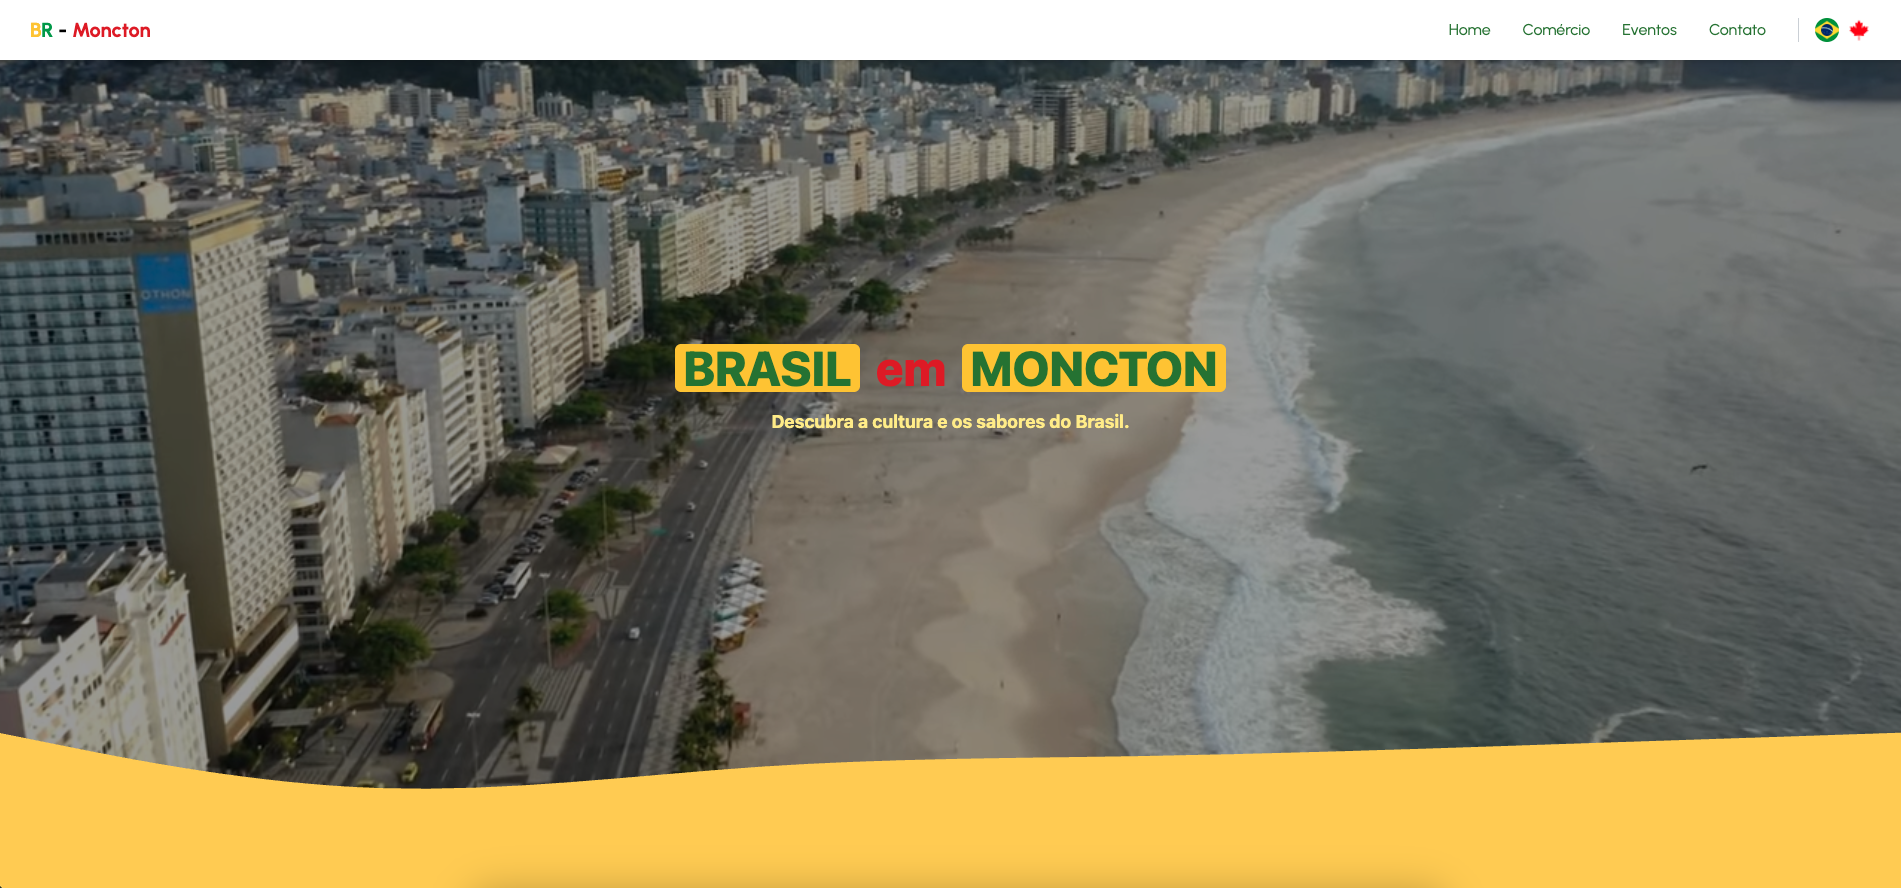 BR - Moncton
Home Comércio Eventos Contato
OTHON
BRASIL em MONCTON
Descubra a cultura e os sabores do Brasil.